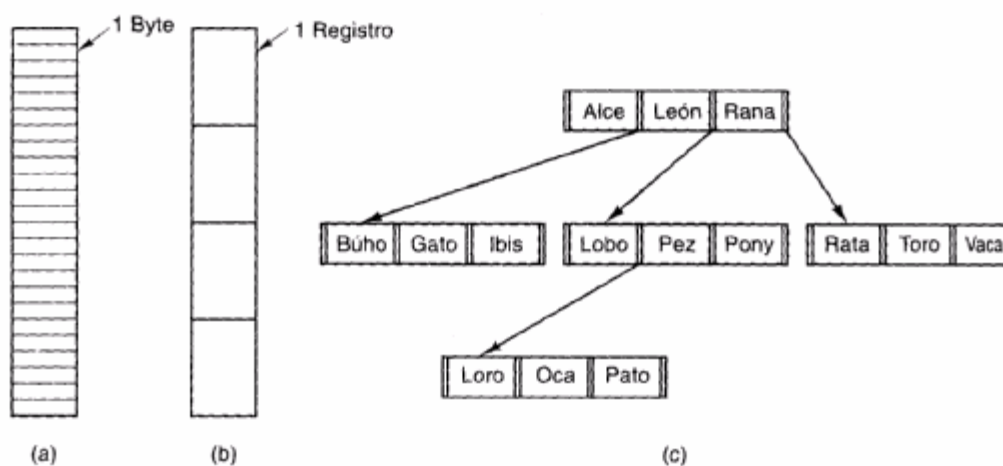 1 Byte
1 Registro
Alce León Rana
Búho Gato Ibis
Lobo Pez Pony
Rata Toro Vaca
Loro Oca Pato
(a)
(b)
(c)